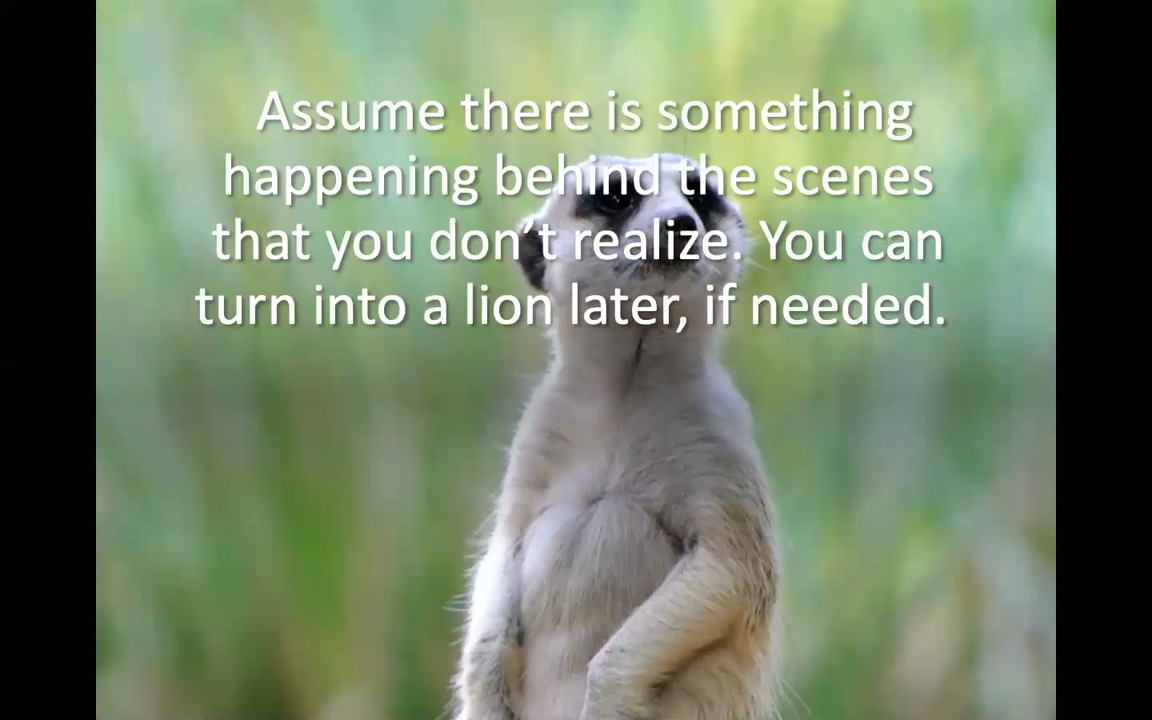 Assume there is something
happening behind the scenes
that you don’t realize. You can
turn into a lion later, if needed.